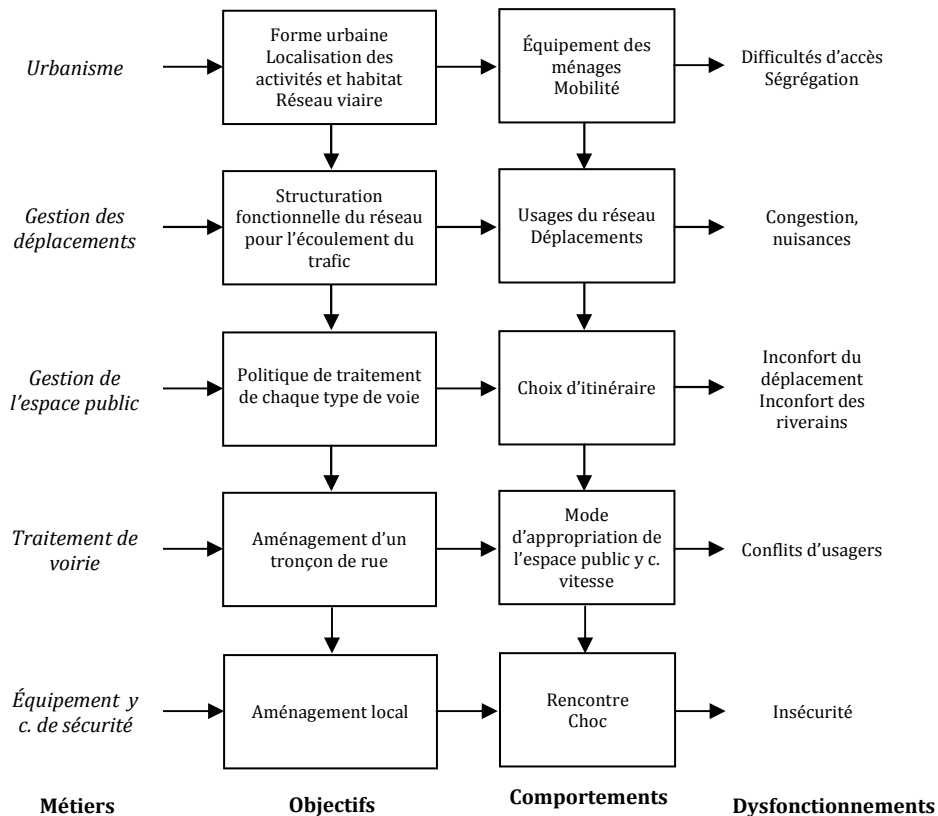 Urbanisme
Forme urbaine
Localisation des
activités et habitat
Réseau viaire
Équipement des
ménages
Mobilité
Difficultés d’accès
Ségrégation
Gestion des
déplacements
Structuration
fonctionnelle du réseau
pour l’écoulement du
trafic
Usages du réseau
Déplacements
Congestion,
nuisances
Gestion de
l’espace public
Politique de traitement
de chaque type de voie
Choix d’itinéraire
Inconfort du
déplacement
Inconfort des
riverains
Traitement de
voirie
Aménagement d’un
tronçon de rue
Mode
d’appropriation de
l’espace public y c.
vitesse
Conflits d’usagers
Équipement y
c. de sécurité
Aménagement local
Rencontre
Choc
Insécurité
Métiers
Objectifs
Comportements
Dysfonctionnements